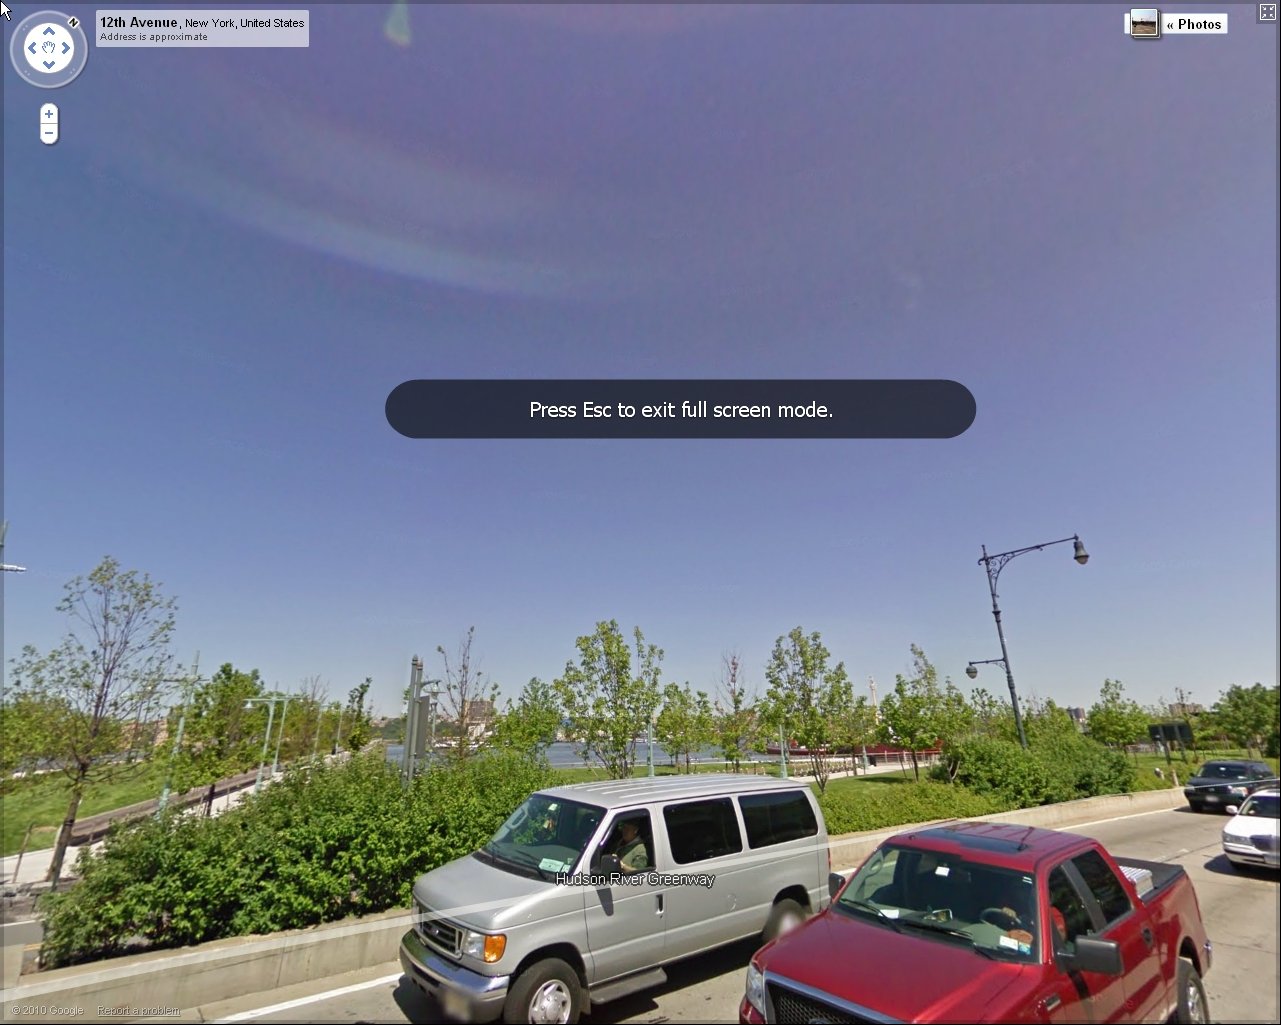 12th Avenue, New York, United States
Address is approximate
N
« Photos
+
−
Press Esc to exit full screen mode.
Hudson River Greenway
© 2010 Google Report a problem